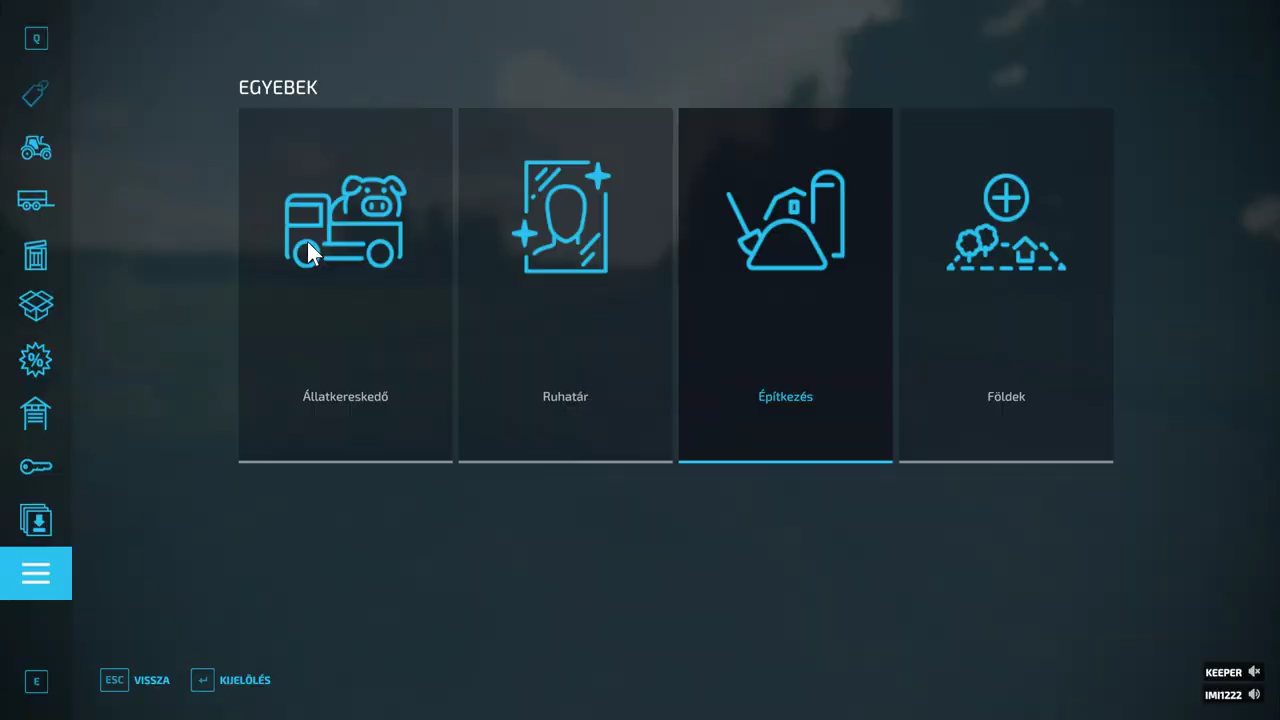 Q
EGYEBEK
%
Állatkereskedő
Ruhatár
Építkezés
Földek
E
ESC VISSZA
KIJELÖLÉS
KEEPER
IMI1222